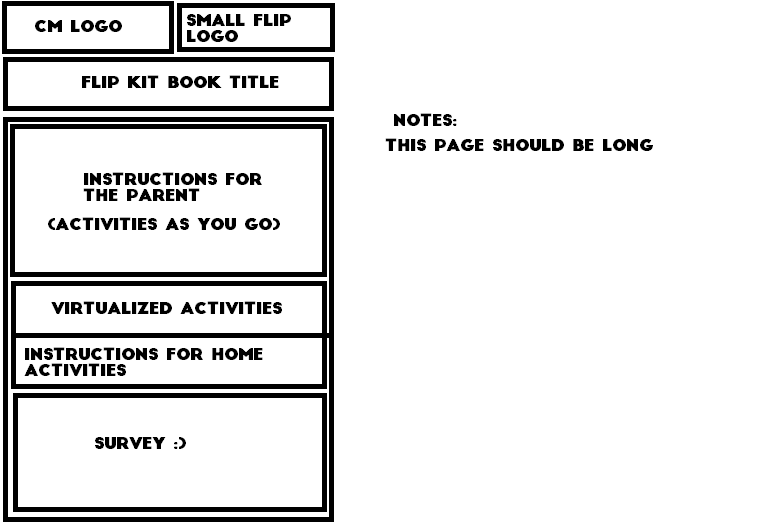 CM LOGO
SMALL FLIP
LOGO
FLIP KIT BOOK TITLE
NOTES:
THIS PAGE SHOULD BE LONG
INSTRUCTIONS FOR
THE PARENT
(ACTIVITIES AS YOU GO)
VIRTUALIZED ACTIVITIES
INSTRUCTIONS FOR HOME
ACTIVITIES
SURVEY :)